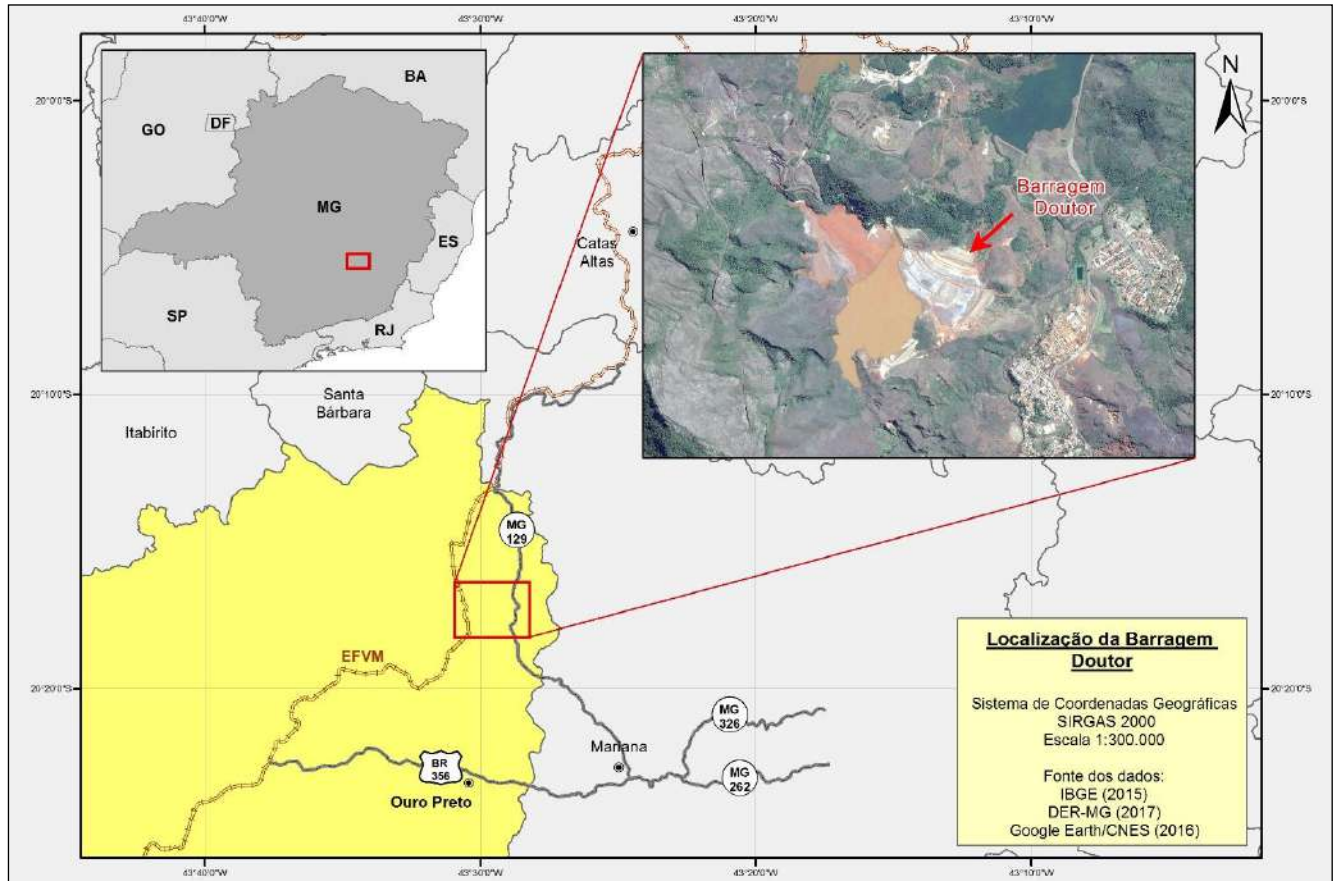 43°40'0"W
43°30'0"W
43°20'0"W
43°10'0"W
20°0'0"S
20°0'0"S
BA
GO
DF
MG
ES
SP
RJ
N
Barragem
Doutor
Catas
Altas
20°10'0"S
20°10'0"S
Santa
Bárbara
Itabirito
MG
129
EFVM
20°20'0"S
20°20'0"S
MG
326
Mariana
BR
356
MG
262
Ouro Preto
Localização da Barragem
Doutor
Sistema de Coordenadas Geográficas
SIRGAS 2000
Escala 1:300.000
Fonte dos dados:
IBGE (2015)
DER-MG (2017)
Google Earth/CNES (2016)
43°40'0"W
43°30'0"W
43°20'0"W
43°10'0"W